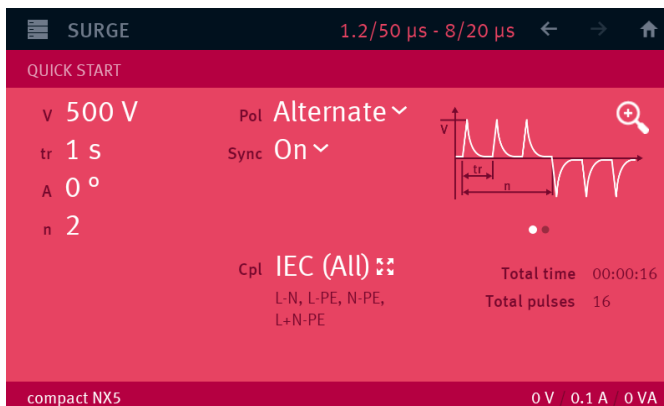 SURGE 1.2/50 µs - 8/20 µs
QUICK START
V 500 V Pol Alternate
tr 1 s Sync On
A 0 °
n 2
V
tr
n
Cpl IEC (All)
L-N, L-PE, N-PE,
L+N-PE
Total time 00:00:16
Total pulses 16
compact NX5 0 V / 0.1 A / 0 VA